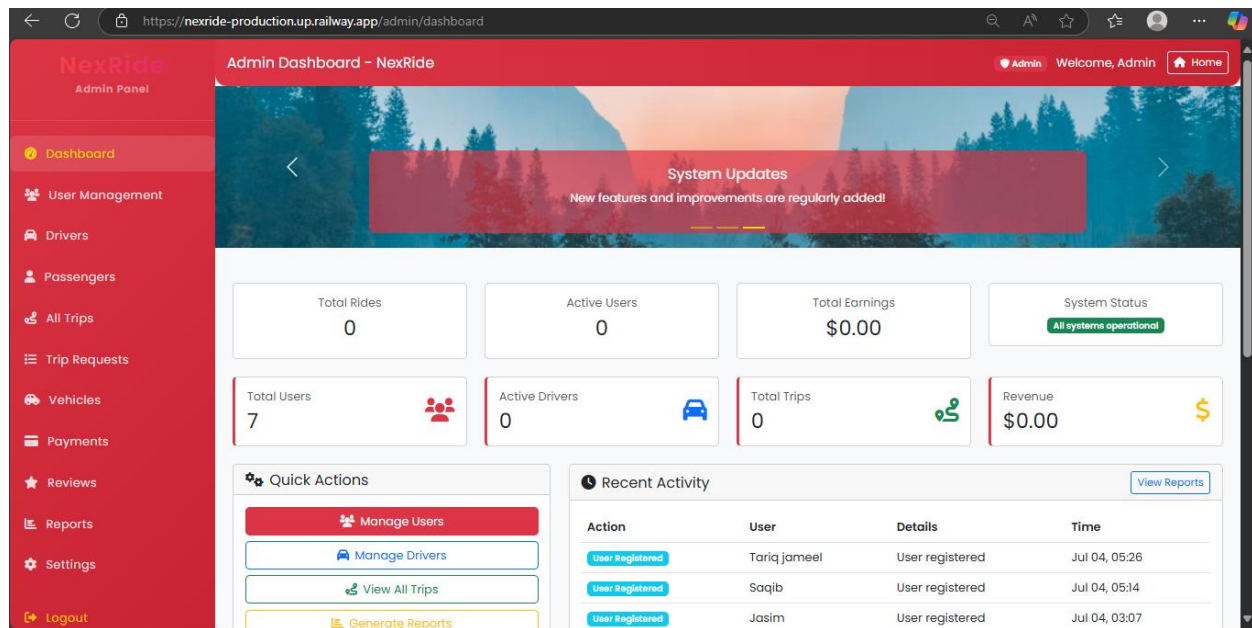 https://nexride-production.up.railway.app/admin/dashboard
NexRide
Admin Panel
Dashboard
User Management
Drivers
Passengers
All Trips
Trip Requests
Vehicles
Payments
Reviews
Reports
Settings
Logout
Admin Dashboard - NexRide
Admin Welcome, Admin Home
System Updates
New features and improvements are regularly added!
Total Rides
0
Active Users
0
Total Earnings
$0.00
System Status
All systems operational
Total Users
7
Active Drivers
0
Total Trips
0
Revenue
$0.00
Quick Actions
Manage Users
Manage Drivers
View All Trips
Generate Reports
Recent Activity
View Reports
Action User Details Time
User Registered Tariq jameel User registered Jul 04, 05:26
User Registered Saqib User registered Jul 04, 05:14
User Registered Jasim User registered Jul 04, 03:07